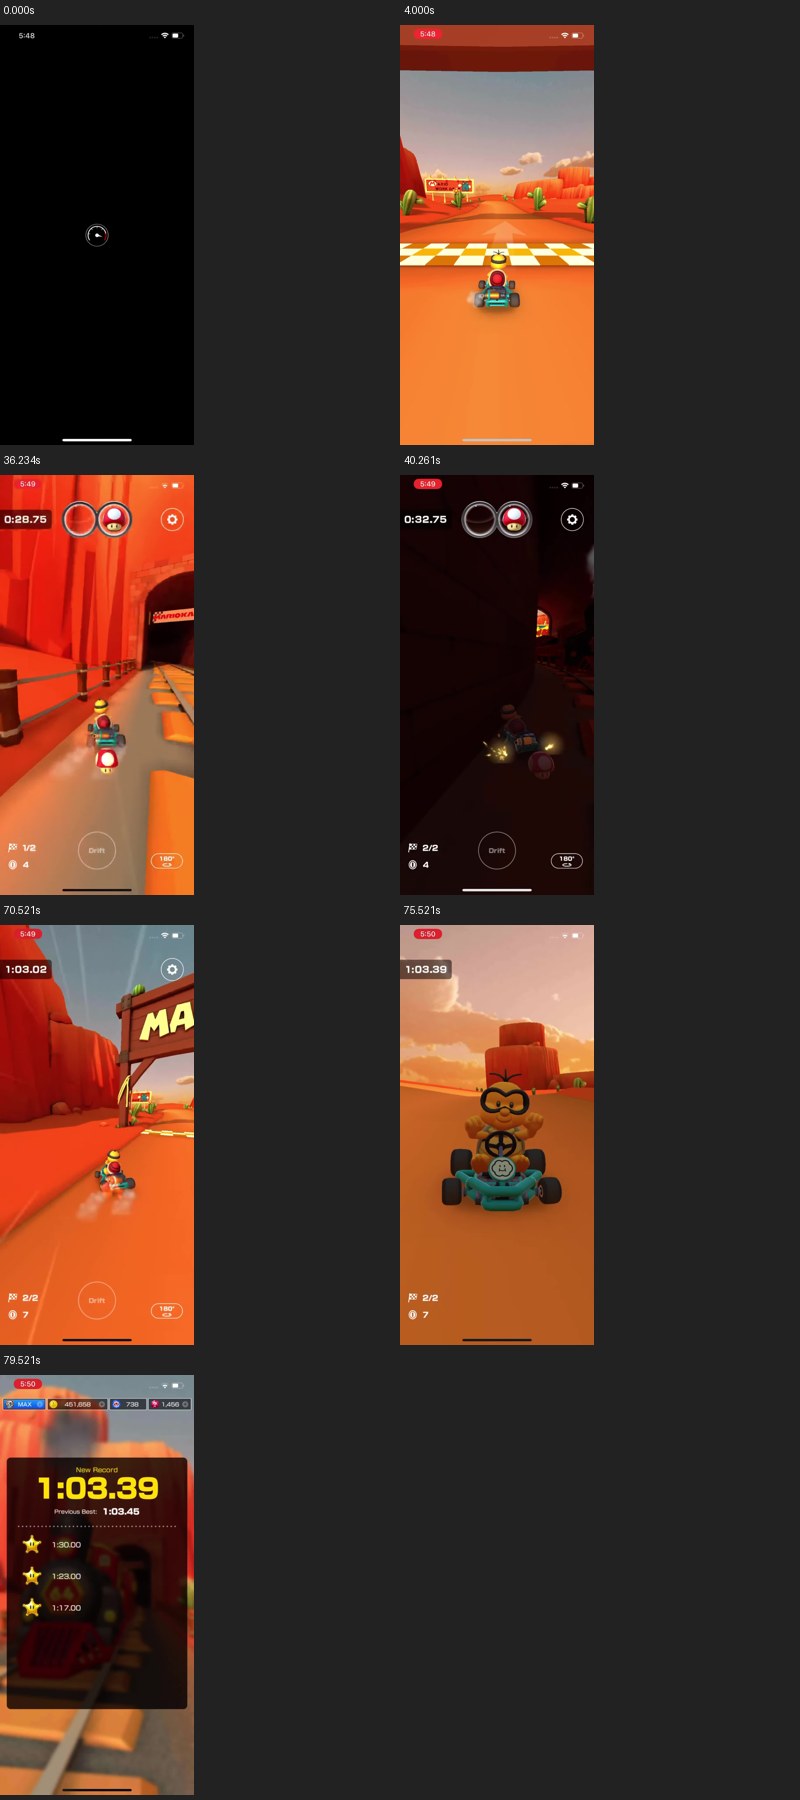 0.000s
4.000s
5:48
5:48
36.234s
40.261s
5:49
5:49
0:28.75
0:32.75
MARIOKA
1/2
2/2
4
4
Drift
Drift
180°
180°
70.521s
75.521s
5:49
5:50
1:03.02
1:03.39
MA
2/2
2/2
7
7
Drift
180°
79.521s
5:50
MAX
451,658
738
1,466
New Record
1:03.39
Previous Best: 1:03.45
1:30.00
1:23.00
1:17.00